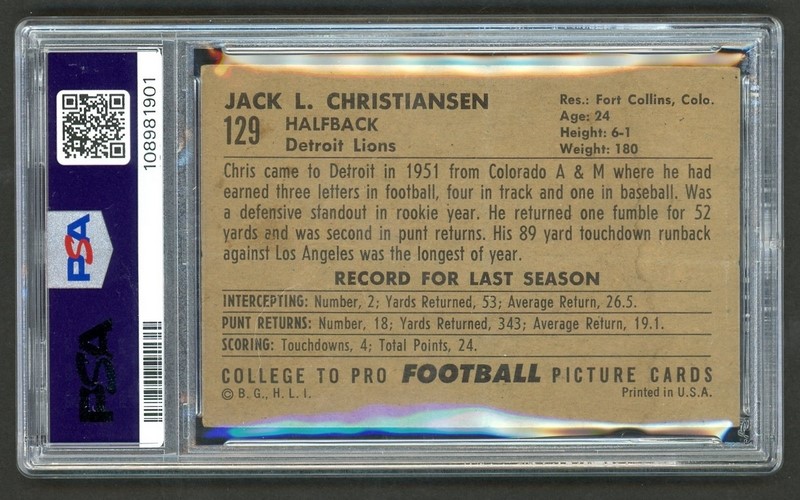 JACK L. CHRISTIANSEN
129 HALFBACK
Detroit Lions
Res.: Fort Collins, Colo.
Age: 24
Height: 6-1
Weight: 180
Chris came to Detroit in 1951 from Colorado A & M where he had
earned three letters in football, four in track and one in baseball. Was
a defensive standout in rookie year. He returned one fumble for 52
yards and was second in punt returns. His 89 yard touchdown runback
against Los Angeles was the longest of year.
RECORD FOR LAST SEASON
INTERCEPTING: Number, 2; Yards Returned, 53; Average Return, 26.5.
PUNT RETURNS: Number, 18; Yards Returned, 343; Average Return, 19.1.
SCORING: Touchdowns, 4; Total Points, 24.
COLLEGE TO PRO FOOTBALL PICTURE CARDS
© B. G., H. L. I.
Printed in U.S.A.
108981901
PSA
PSA